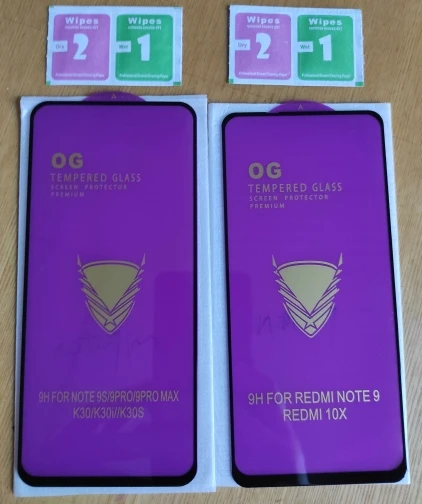 Wipes
Dry
2
Wipes
Wet
1
Wipes
Dry
2
Wipes
Wet
1
OG
TEMPERED GLASS
SCREEN PROTECTOR
PREMIUM
9H FOR NOTE 9S/9PRO/9PRO MAX
K30/K30i//K30S
OG
TEMPERED GLASS
SCREEN PROTECTOR
PREMIUM
9H FOR REDMI NOTE 9
REDMI 10X